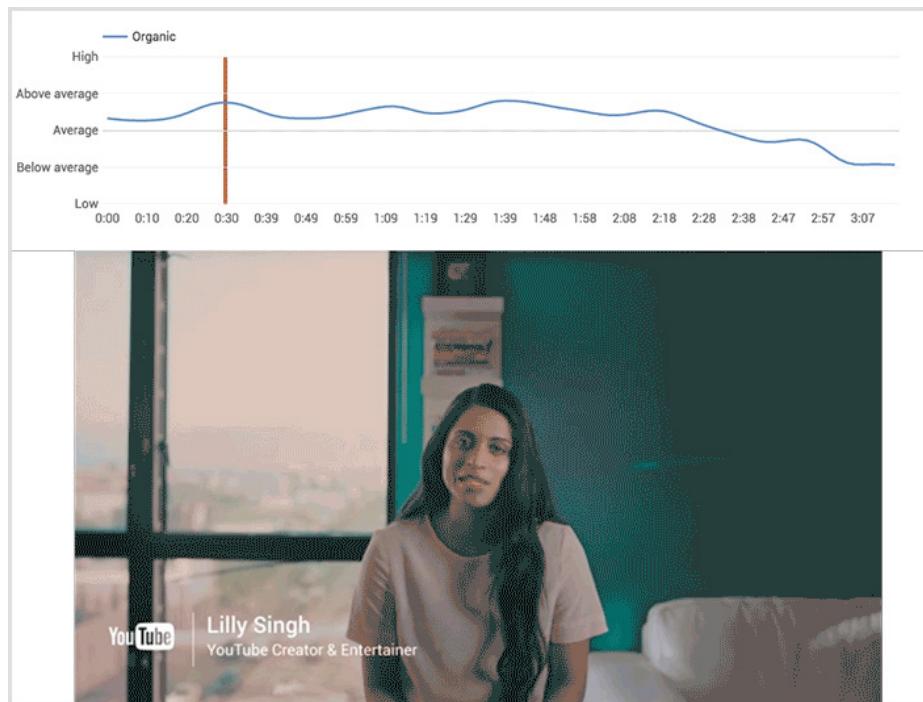 Organic
High
Above average
Average
Below average
Low
0:00 0:10 0:20 0:30 0:39 0:49 0:59 1:09 1:19 1:29 1:39 1:48 1:58 2:08 2:18 2:28 2:38 2:47 2:57 3:07
YouTube
Lilly Singh
YouTube Creator & Entertainer